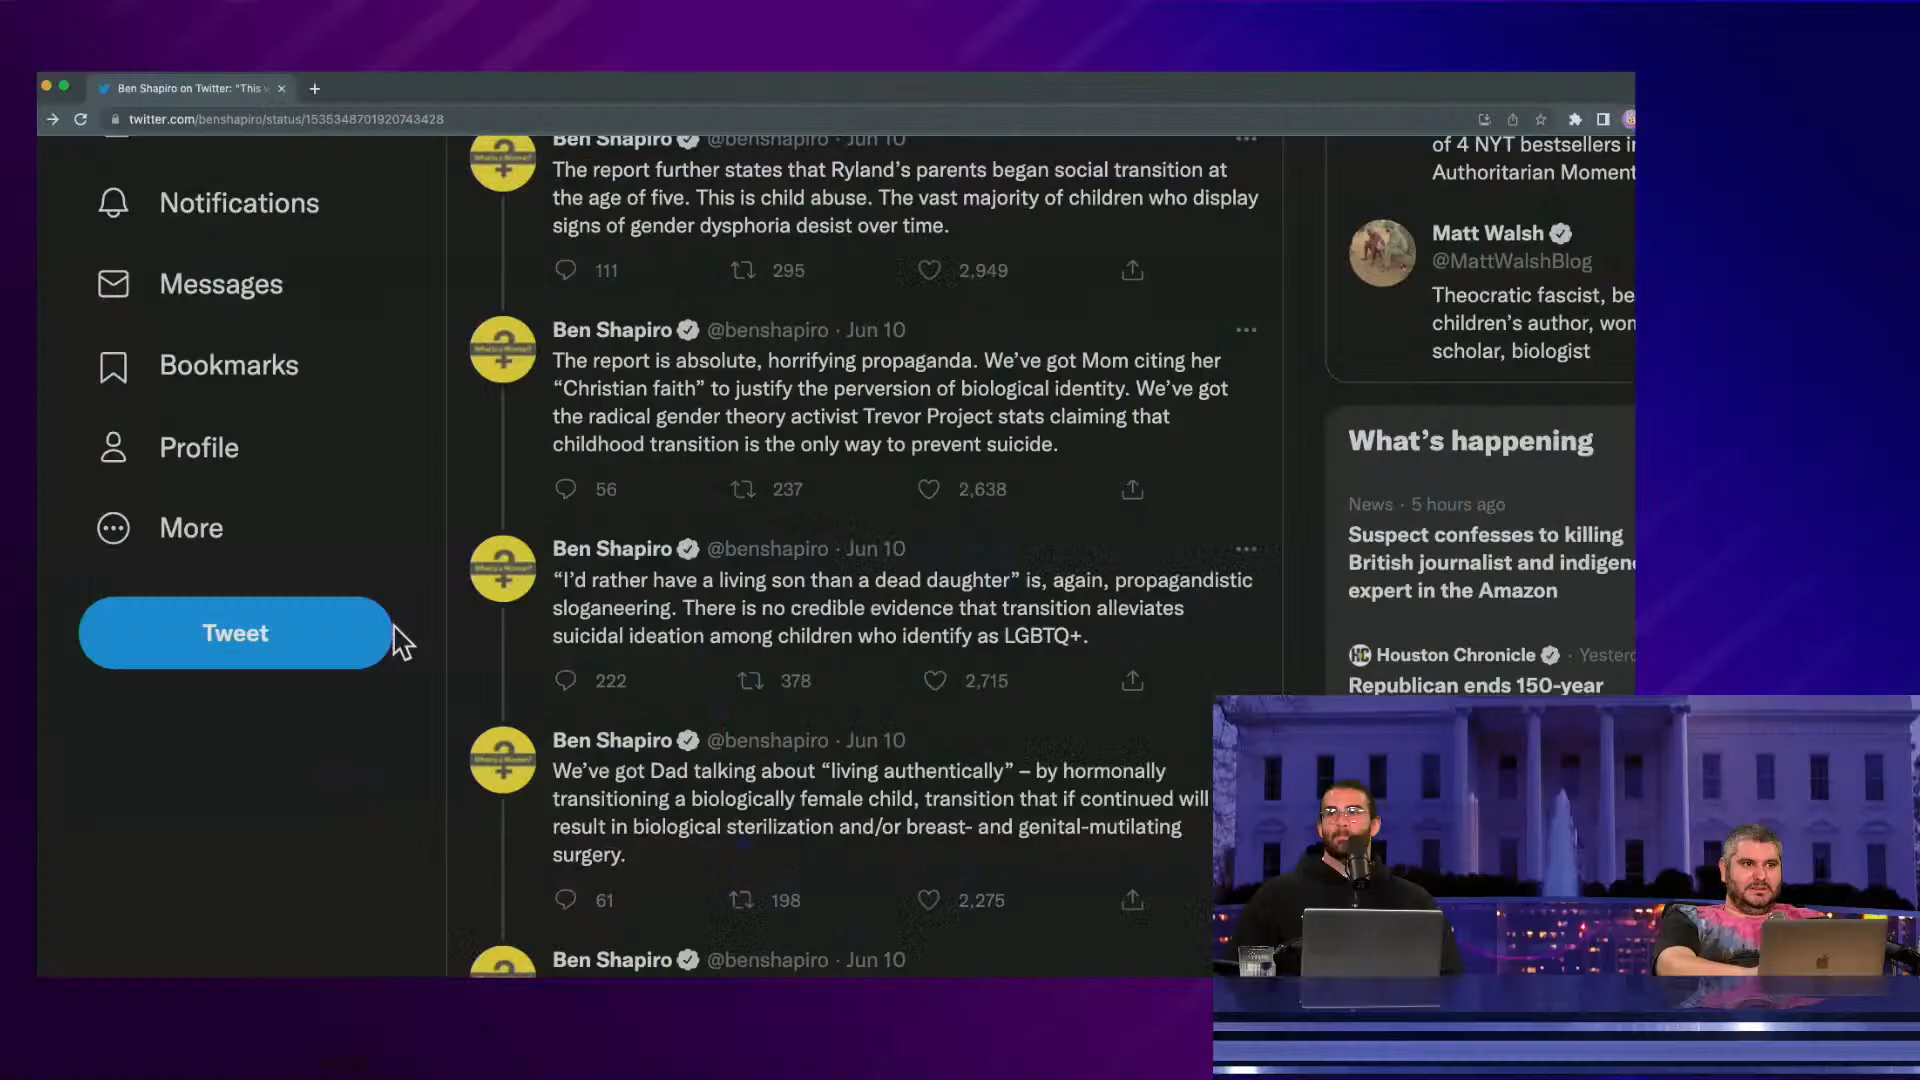 Ben Shapiro on Twitter: "This
twitter.com/benshapiro/status/1535348701920743428
Notifications
Messages
Bookmarks
Profile
More
Tweet
Ben Shapiro @benshapiro · Jun 10
The report further states that Ryland's parents began social transition at
the age of five. This is child abuse. The vast majority of children who display
signs of gender dysphoria desist over time.
111 295 2,949
Ben Shapiro @benshapiro · Jun 10
The report is absolute, horrifying propaganda. We've got Mom citing her
“Christian faith” to justify the perversion of biological identity. We've got
the radical gender theory activist Trevor Project stats claiming that
childhood transition is the only way to prevent suicide.
56 237 2,638
Ben Shapiro @benshapiro · Jun 10
“I'd rather have a living son than a dead daughter” is, again, propagandistic
sloganeering. There is no credible evidence that transition alleviates
suicidal ideation among children who identify as LGBTQ+.
222 378 2,715
Ben Shapiro @benshapiro · Jun 10
We've got Dad talking about “living authentically” – by hormonally
transitioning a biologically female child, transition that if continued will
result in biological sterilization and/or breast- and genital-mutilating
surgery.
61 198 2,275
Ben Shapiro @benshapiro · Jun 10
of 4 NYT bestsellers
Authoritarian Moment
Matt Walsh
@MattWalshBlog
Theocratic fascist,
children's author,
scholar, biologist
What's happening
News · 5 hours ago
Suspect confesses to killing
British journalist and
expert in the Amazon
Houston Chronicle ·
Republican ends 150-year